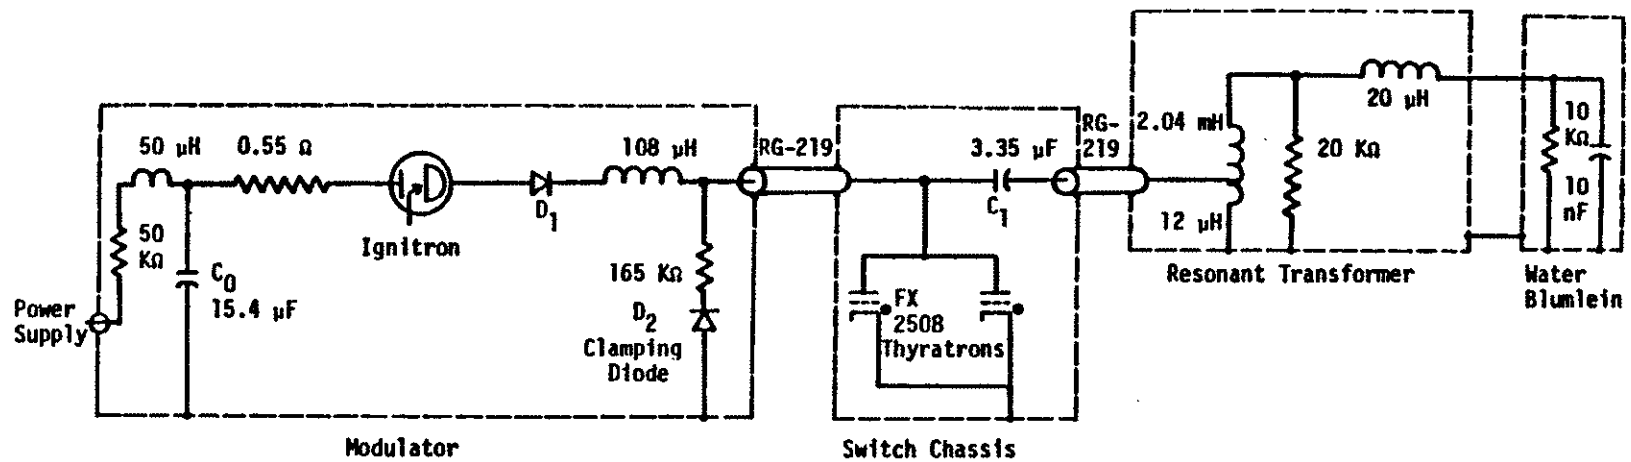 50 μH
0.55 Ω
108 μH
RG-219
3.35 μF
RG-
219
2.04 mH
20 μH
20 KΩ
10
KΩ
10
nF
50
KΩ
Ignitron
D1
C1
12 μH
C0
15.4 μF
165 KΩ
D2
Clamping
Diode
FX
2508
Thyratrons
Resonant Transformer
Water
Blumlein
Power
Supply
Modulator
Switch Chassis